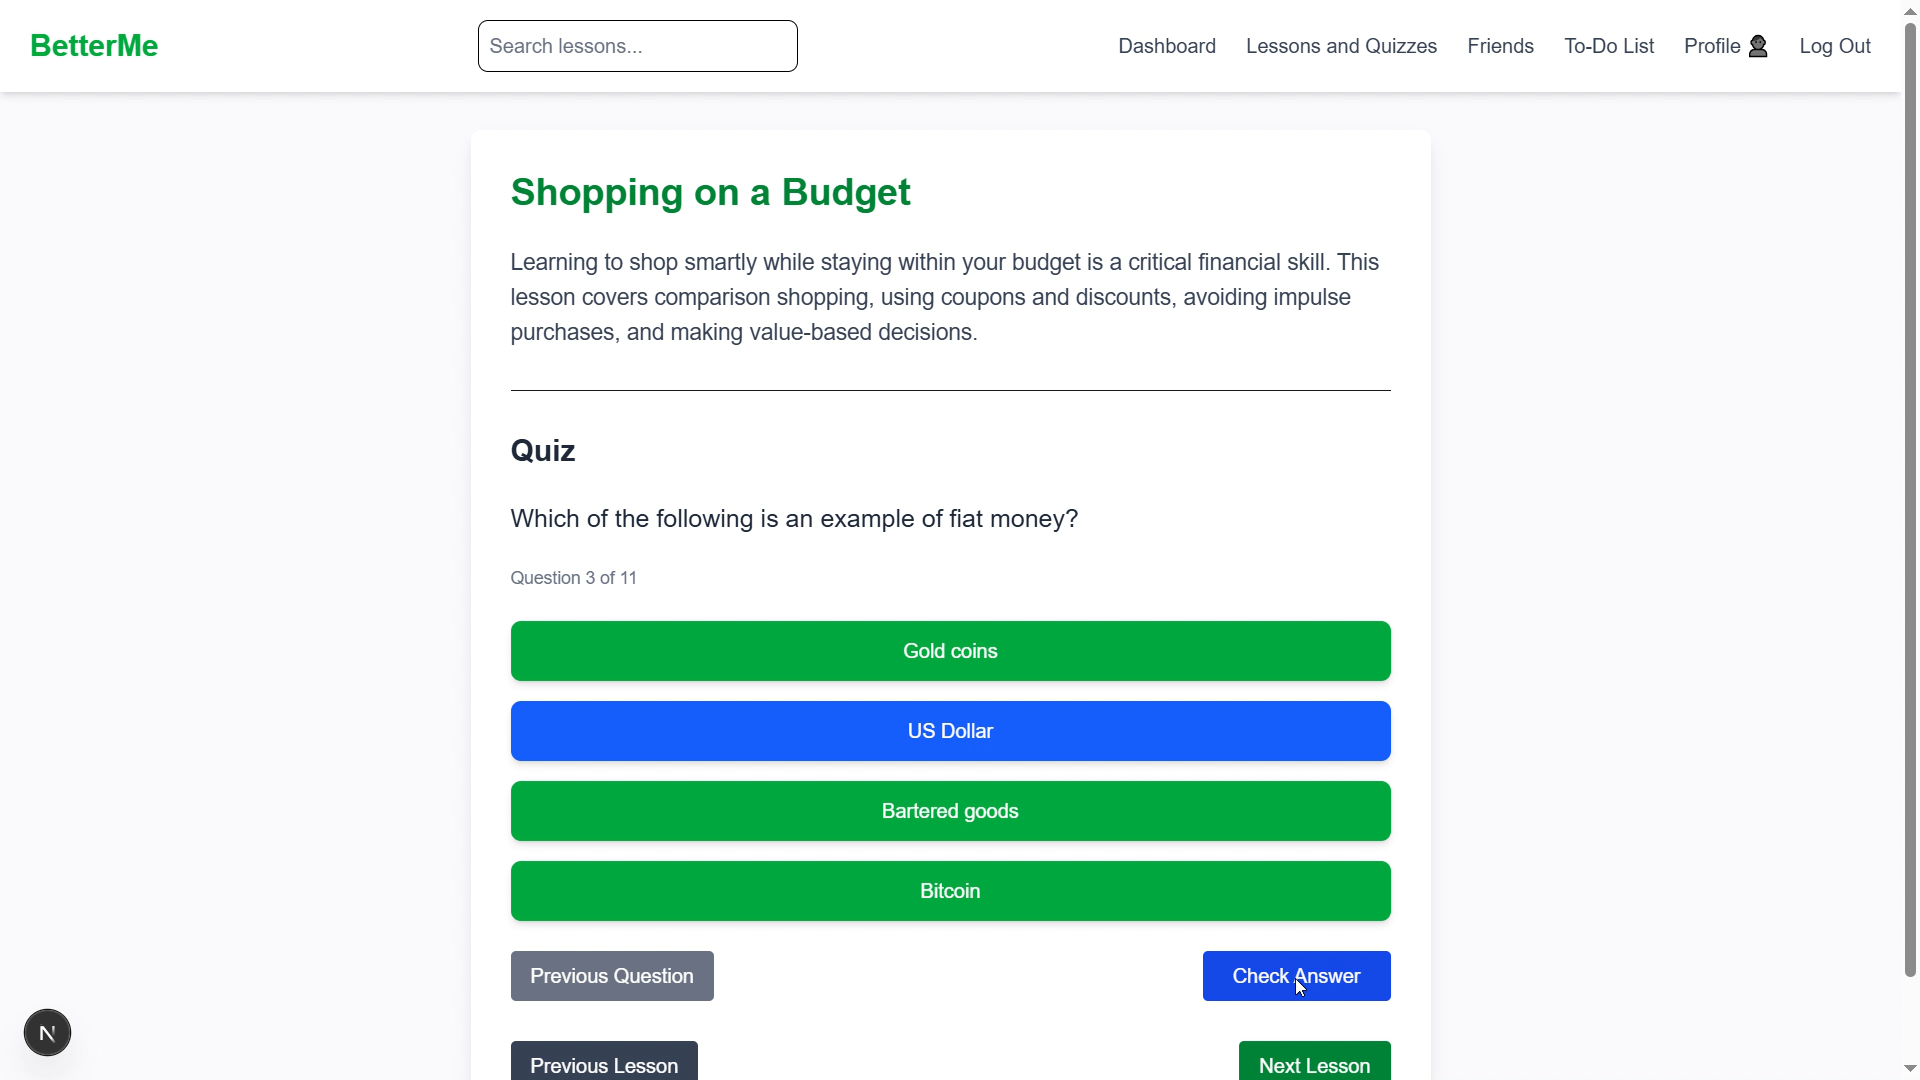 BetterMe
Search lessons...
Dashboard
Lessons and Quizzes
Friends
To-Do List
Profile
Log Out
Shopping on a Budget
Learning to shop smartly while staying within your budget is a critical financial skill. This
lesson covers comparison shopping, using coupons and discounts, avoiding impulse
purchases, and making value-based decisions.
Quiz
Which of the following is an example of fiat money?
Question 3 of 11
Gold coins
US Dollar
Bartered goods
Bitcoin
Previous Question
Check Answer
N
Previous Lesson
Next Lesson